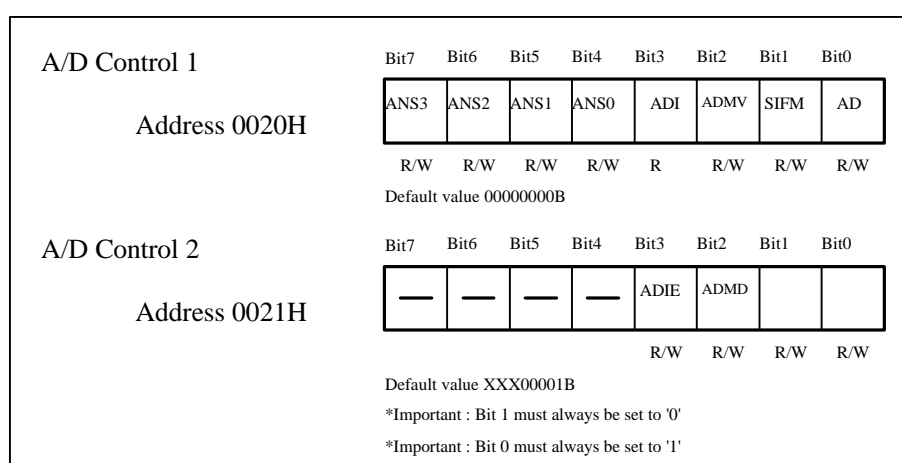 A/D Control 1
Bit7 Bit6 Bit5 Bit4 Bit3 Bit2 Bit1 Bit0
Address 0020H
ANS3 ANS2 ANS1 ANS0 ADI ADMV SIFM AD
R/W R/W R/W R/W R R/W R/W R/W
Default value 00000000B
A/D Control 2
Bit7 Bit6 Bit5 Bit4 Bit3 Bit2 Bit1 Bit0
Address 0021H
— — — — ADIE ADMD
R/W R/W R/W R/W
Default value XXX00001B
*Important : Bit 1 must always be set to '0'
*Important : Bit 0 must always be set to '1'